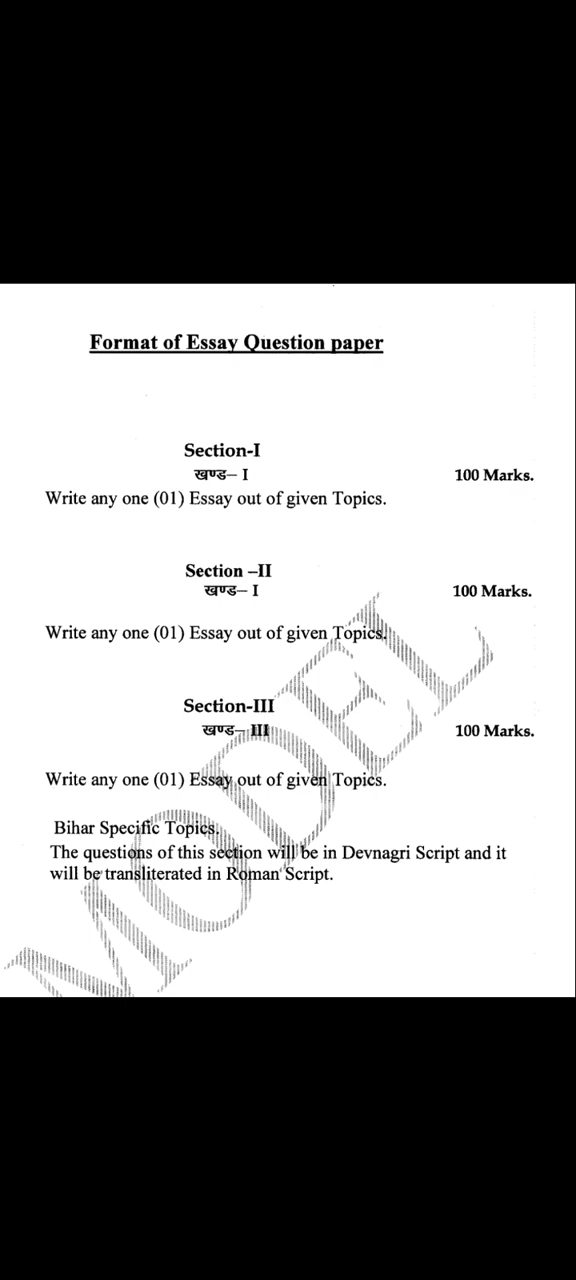 Format of Essay Question paper
Section-I
खण्ड– I 100 Marks.
Write any one (01) Essay out of given Topics.
Section –II
खण्ड– I 100 Marks.
Write any one (01) Essay out of given Topics.
Section-III
खण्ड– III 100 Marks.
Write any one (01) Essay out of given Topics.
Bihar Specific Topics.
The questions of this section will be in Devnagri Script and it
will be transliterated in Roman Script.
MODEL